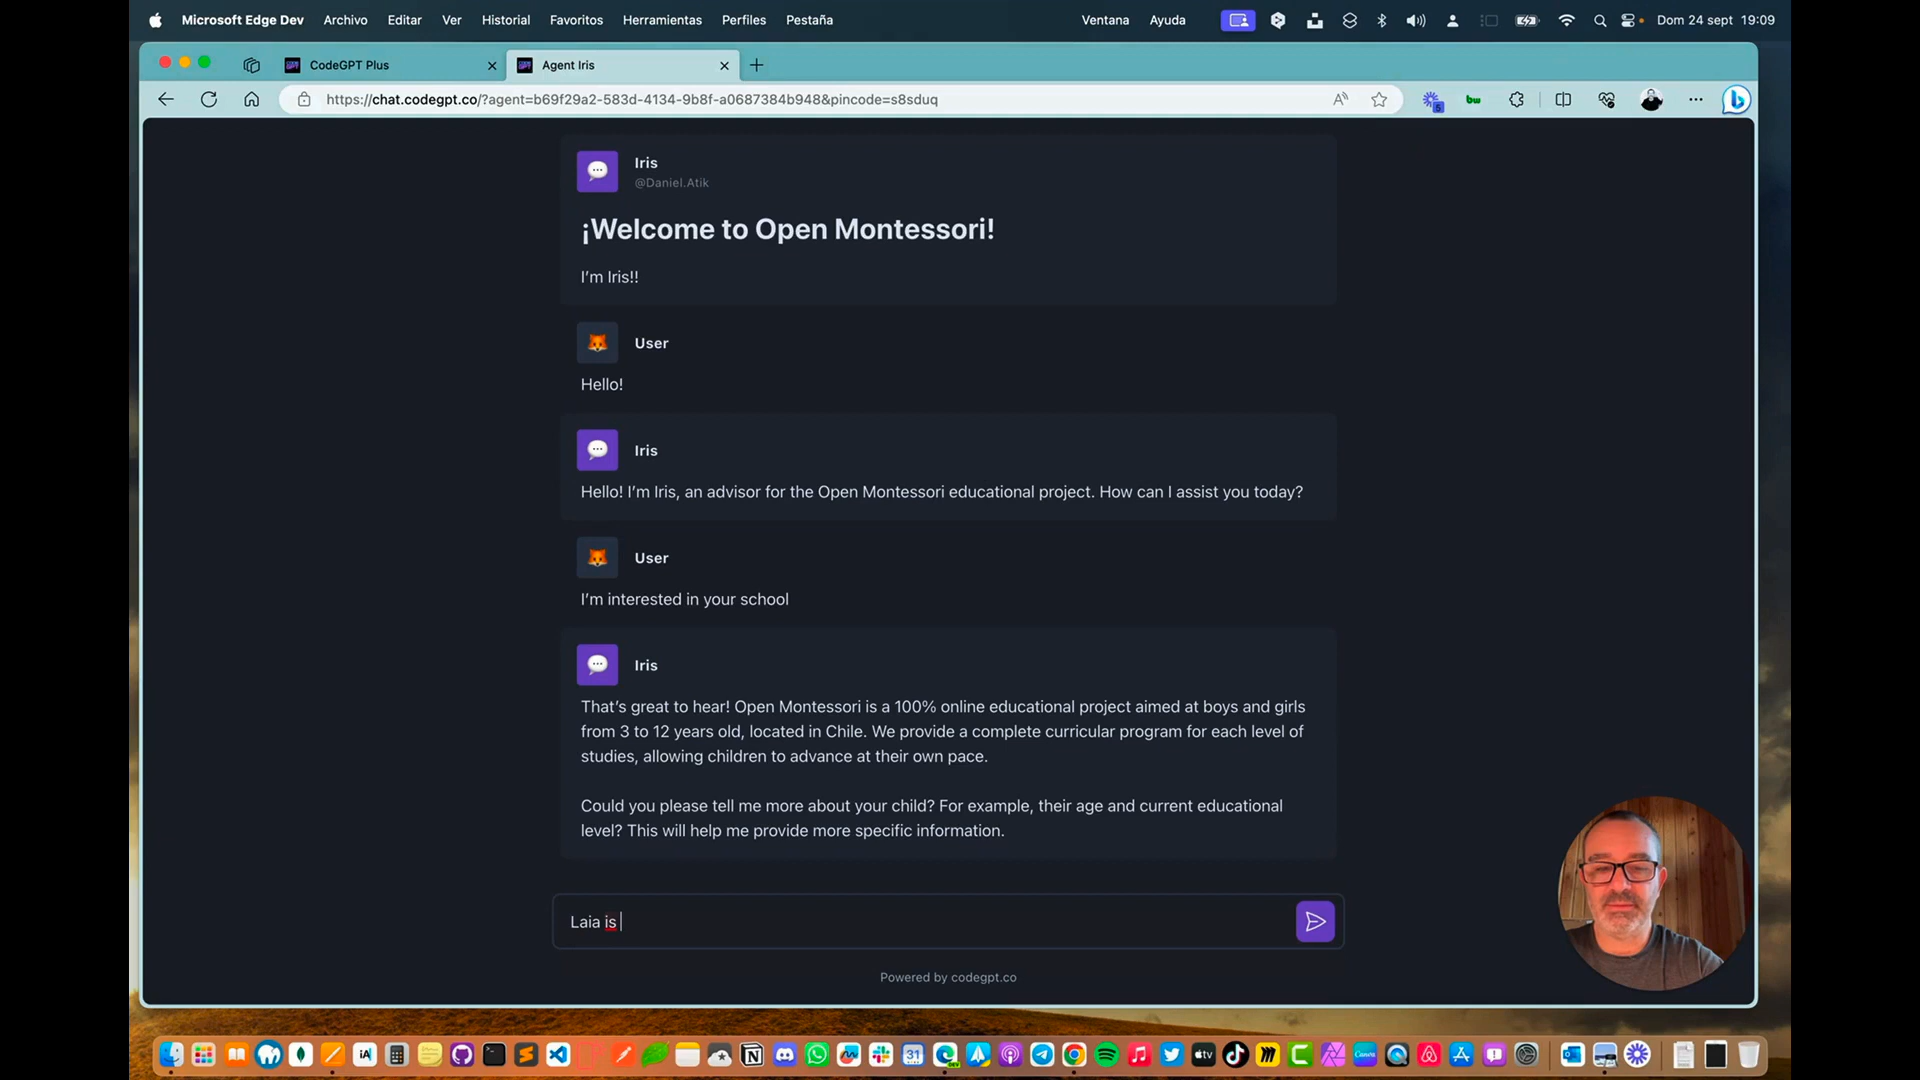 Microsoft Edge Dev Archivo Editar Ver Historial Favoritos Herramientas Perfiles Pestaña Ventana Ayuda Dom 24 sept 19:09
CodeGPT Plus Agent Iris
https://chat.codegpt.co/?agent=b69f29a2-583d-4134-9b8f-a0687384b948&pincode=s8sduq
Iris
@Daniel.Atik
¡Welcome to Open Montessori!
I'm Iris!!
User
Hello!
Iris
Hello! I'm Iris, an advisor for the Open Montessori educational project. How can I assist you today?
User
I'm interested in your school
Iris
That's great to hear! Open Montessori is a 100% online educational project aimed at boys and girls
from 3 to 12 years old, located in Chile. We provide a complete curricular program for each level of
studies, allowing children to advance at their own pace.
Could you please tell me more about your child? For example, their age and current educational
level? This will help me provide more specific information.
Laia is
Powered by codegpt.co